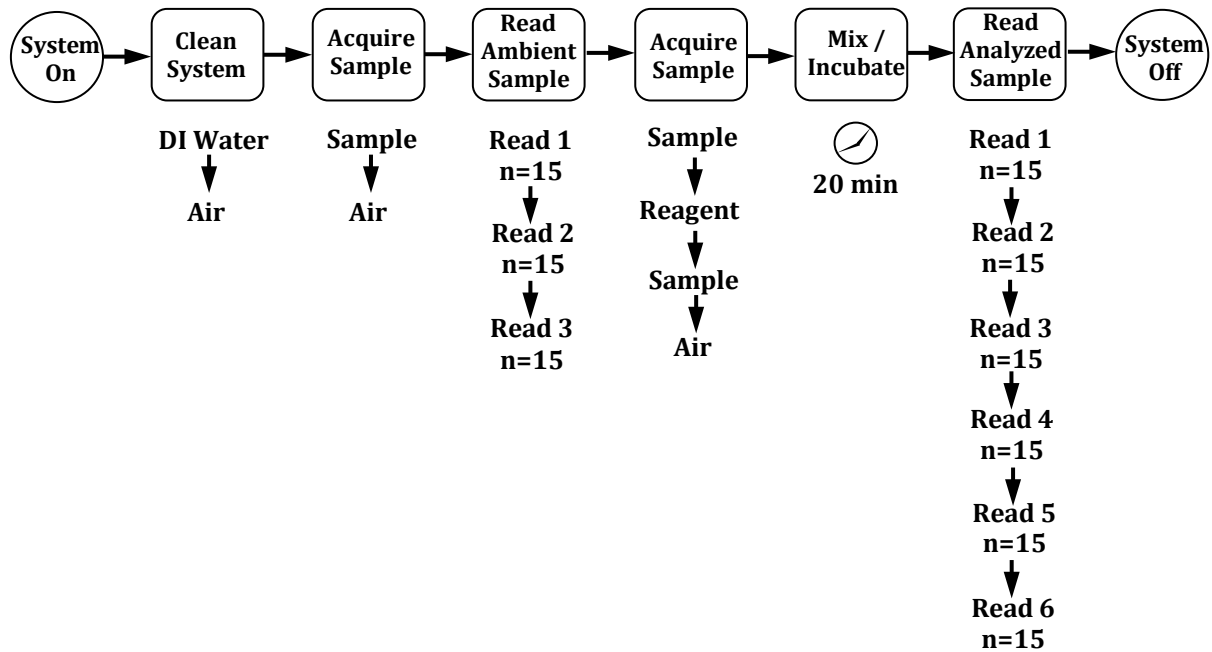 System
On
Clean
System
Acquire
Sample
Read
Ambient
Sample
Acquire
Sample
Mix /
Incubate
Read
Analyzed
Sample
System
Off
DI Water
Air
Sample
Air
Read 1
n=15
Read 2
n=15
Read 3
n=15
Sample
Reagent
Sample
Air
20 min
Read 1
n=15
Read 2
n=15
Read 3
n=15
Read 4
n=15
Read 5
n=15
Read 6
n=15